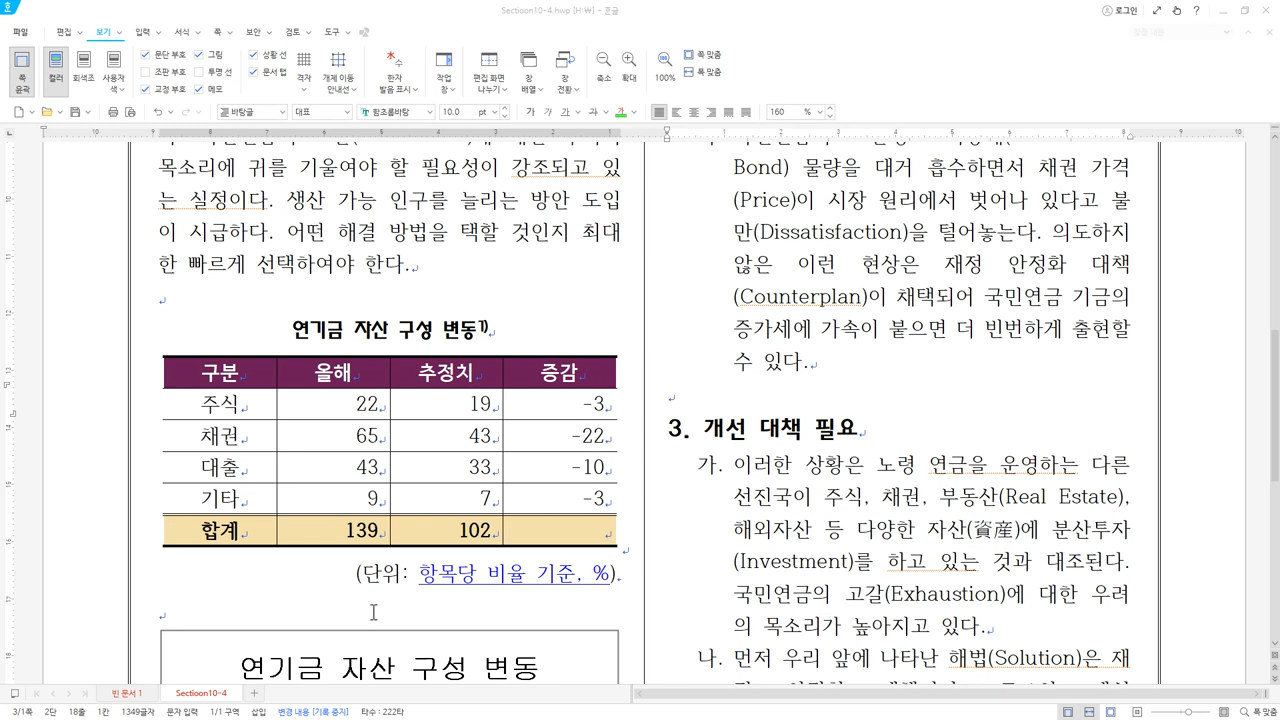 Sectioon10-4.hwp [H:₩] - 흔글
로그인
파일 편집 보기 입력 서식 쪽 보안 검토 도구
쪽 윤곽 컬러 회색조 사용자 색 문단 부호 그림 조판 부호 투명 선 교정 부호 메모 상황 선 문서 탭 격자 개체 이동 안내선 한자 발음 표시 작업 창 편집 화면 나누기 창 배열 창 전환 축소 확대 100% 쪽 맞춤 폭 맞춤
바탕글 대표 함초롬바탕 10.0 pt 가 가 가 가 가 160 %
목소리에 귀를 기울여야 할 필요성이 강조되고 있
는 실정이다. 생산 가능 인구를 늘리는 방안 도입
이 시급하다. 어떤 해결 방법을 택할 것인지 최대
한 빠르게 선택하여야 한다.
연기금 자산 구성 변동1)
구분 올해 추정치 증감
주식 22 19 -3
채권 65 43 -22
대출 43 33 -10
기타 9 7 -3
합계 139 102
(단위: 항목당 비율 기준, %)
연기금 자산 구성 변동
Bond) 물량을 대거 흡수하면서 채권 가격
(Price)이 시장 원리에서 벗어나 있다고 불
만(Dissatisfaction)을 털어놓는다. 의도하지
않은 이런 현상은 재정 안정화 대책
(Counterplan)이 채택되어 국민연금 기금의
증가세에 가속이 붙으면 더 빈번하게 출현할
수 있다.
3. 개선 대책 필요
가. 이러한 상황은 노령 연금을 운영하는 다른
선진국이 주식, 채권, 부동산(Real Estate),
해외자산 등 다양한 자산(資産)에 분산투자
(Investment)를 하고 있는 것과 대조된다.
국민연금의 고갈(Exhaustion)에 대한 우려
의 목소리가 높아지고 있다.
나. 먼저 우리 앞에 나타난 해법(Solution)은 재
빈 문서 1 Sectioon10-4
3/1쪽 2단 18줄 1칸 1349글자 문자 입력 1/1 구역 삽입 변경 내용 [기록 중지] 타수 : 222타 폭 맞춤